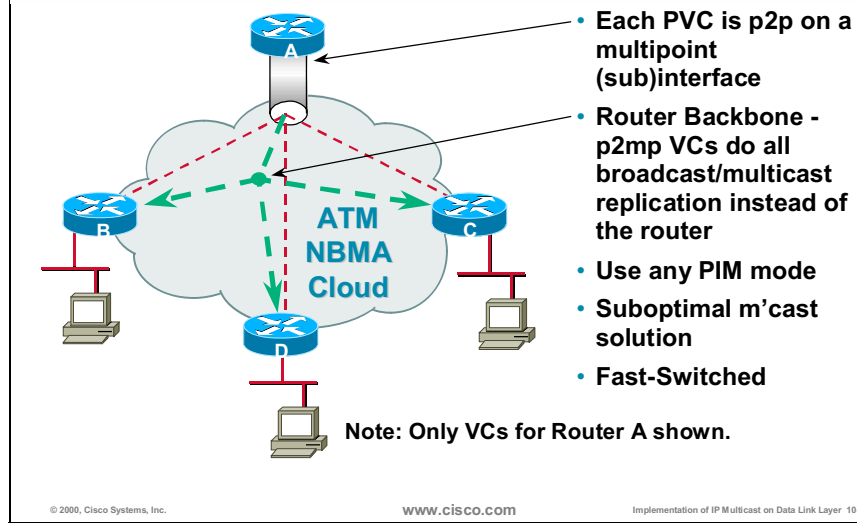 A
• Each PVC is p2p on a
multipoint
(sub)interface
• Router Backbone -
p2mp VCs do all
broadcast/multicast
replication instead of
the router
B
ATM
NBMA
Cloud
C
• Use any PIM mode
• Suboptimal m’cast
solution
D
• Fast-Switched
Note: Only VCs for Router A shown.
© 2000, Cisco Systems, Inc.
www.cisco.com
Implementation of IP Multicast on Data Link Layer 10